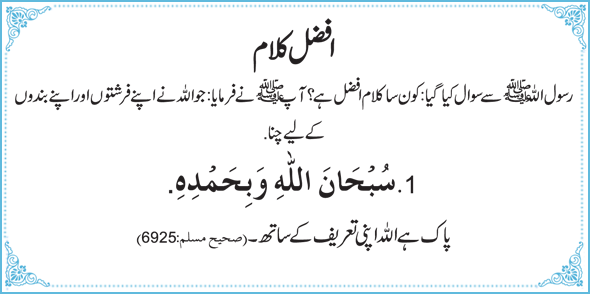 افضل کلام
رسول اللہ ﷺ سے سوال کیا گیا: کون سا کلام افضل ہے؟ آپ ﷺ نے فرمایا: جو اللہ نے اپنے فرشتوں اور اپنے بندوں
کے لیے چنا.
1. سُبْحَانَ اللّٰهِ وَبِحَمْدِهِ.
پاک ہے اللہ اپنی تعریف کے ساتھ۔ (صحیح مسلم:6925)